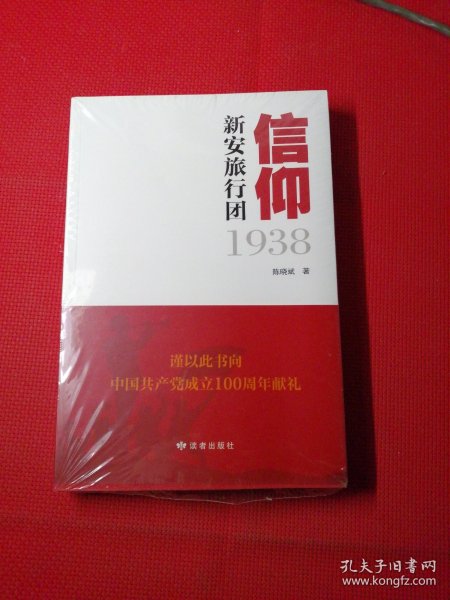 信仰
新安旅行团
1938
陈晓斌 著
谨以此书向
中国共产党成立100周年献礼
读者出版社
孔夫子旧书网
www.kongfz.com